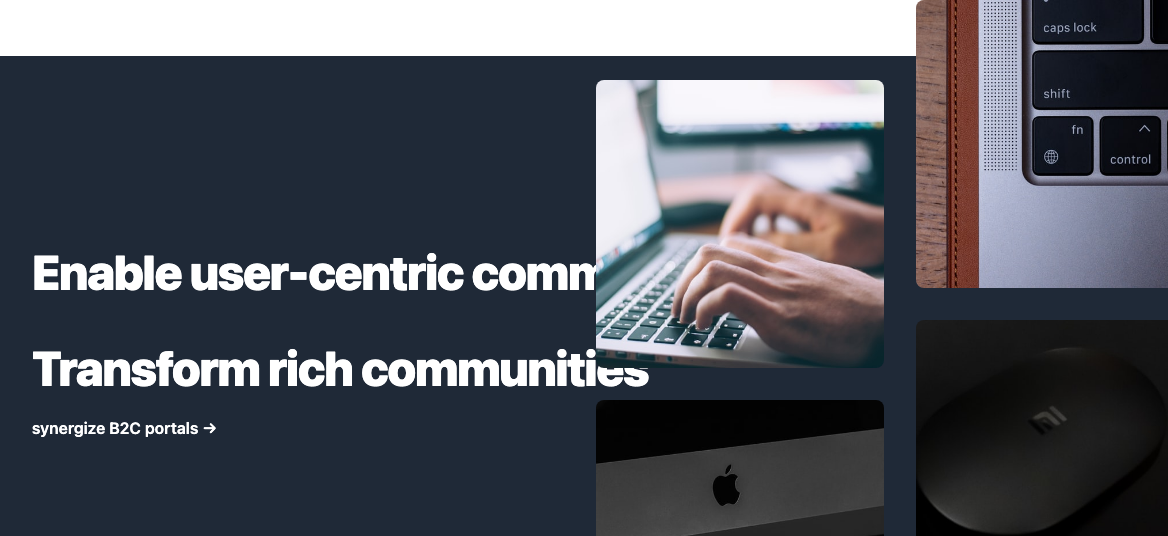 Enable user-centric comm
Transform rich communities
synergize B2C portals →
caps lock
shift
fn
control